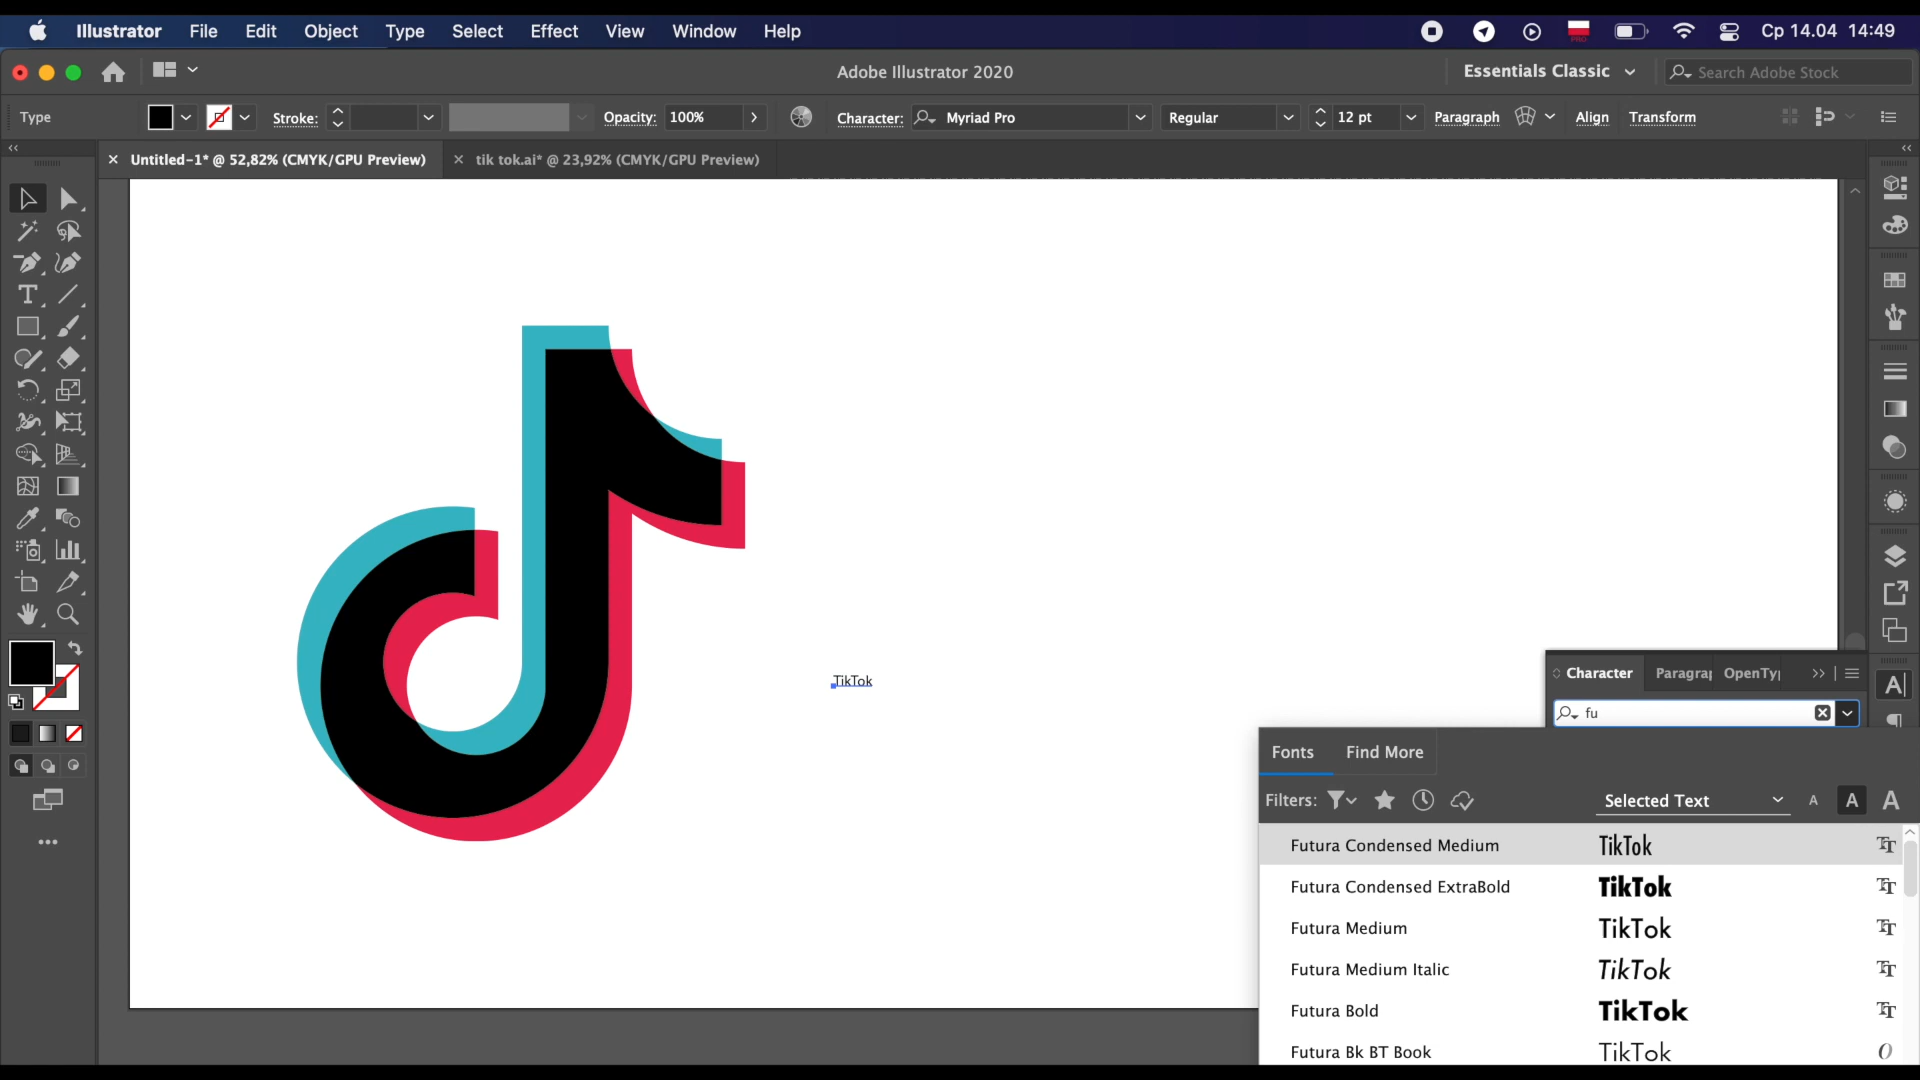 Illustrator File Edit Object Type Select Effect View Window Help Ср 14.04 14:49
Adobe Illustrator 2020 Essentials Classic Search Adobe Stock
Type Stroke: Opacity: 100% Character: Myriad Pro Regular 12 pt Paragraph Align Transform
Untitled-1* @ 52,82% (CMYK/GPU Preview) tik tok.ai* @ 23,92% (CMYK/GPU Preview)
TikTok
Character Paragra OpenTy
fu
Fonts Find More
Filters: Selected Text A A A
Futura Condensed Medium TikTok
Futura Condensed ExtraBold TikTok
Futura Medium TikTok
Futura Medium Italic TikTok
Futura Bold TikTok
Futura Bk BT Book TikTok